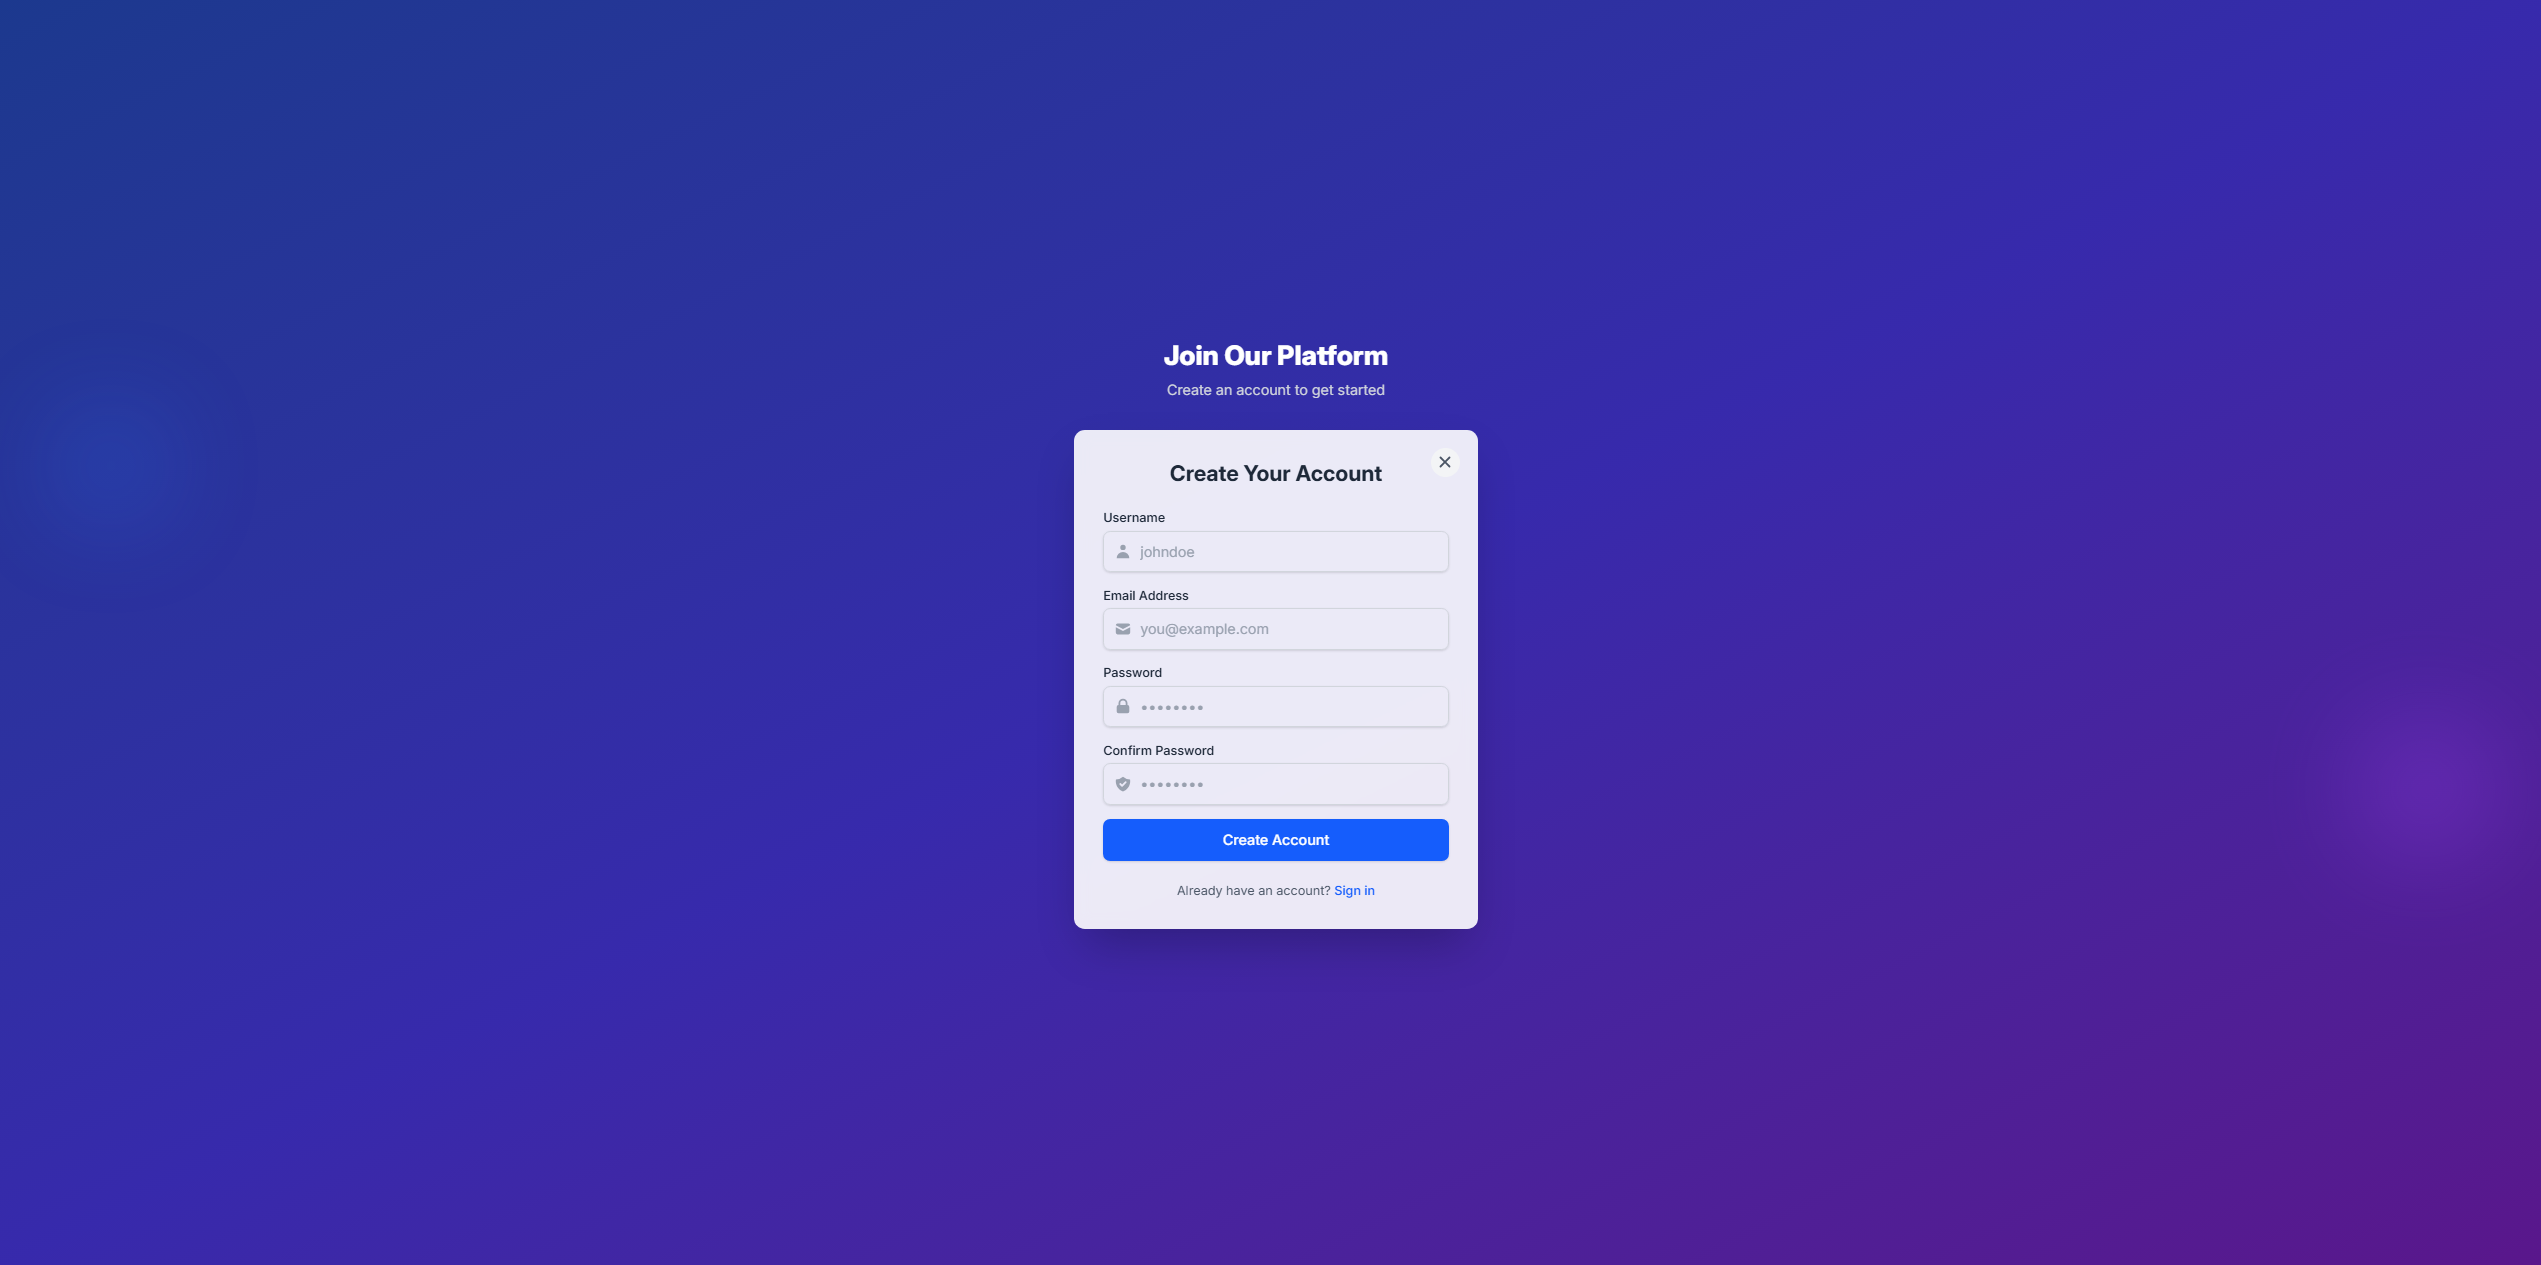 Join Our Platform
Create an account to get started
Create Your Account
Username
johndoe
Email Address
you@example.com
Password
••••••••
Confirm Password
••••••••
Create Account
Already have an account? Sign in